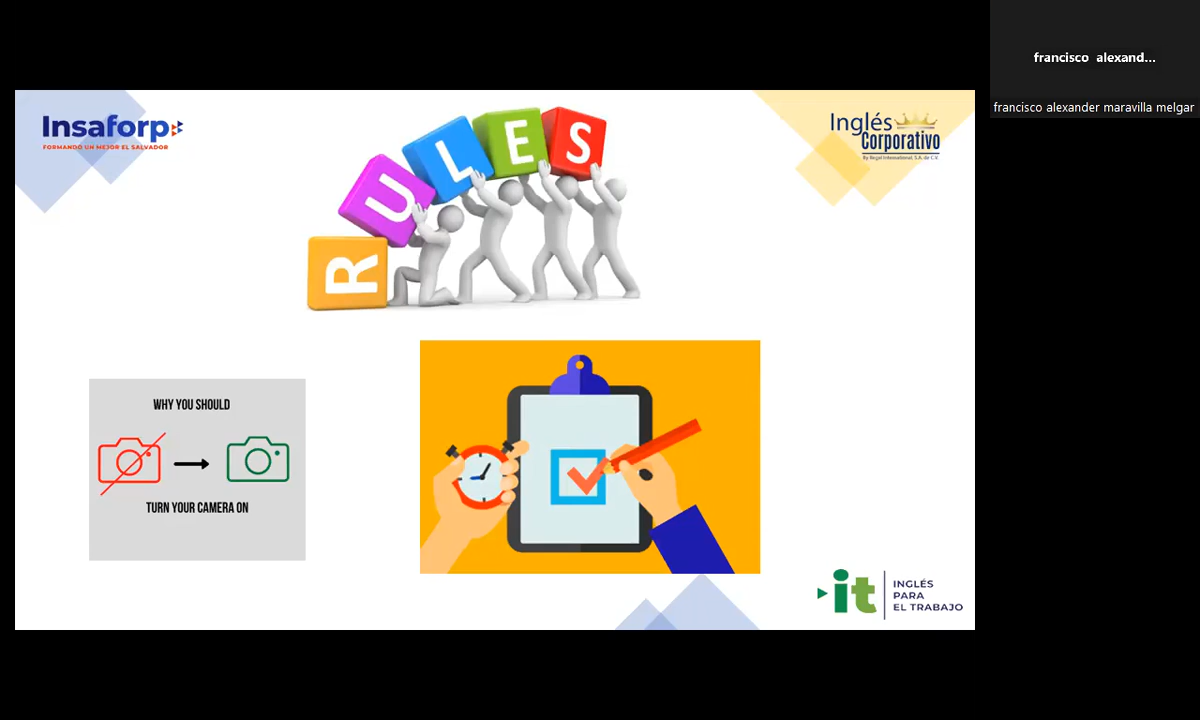 francisco alexand...
francisco alexander maravilla melgar
Insaforp
FORMANDO UN MEJOR EL SALVADOR
Inglés
Corporativo
By Regal International, S.A. de C.V.
RULES
WHY YOU SHOULD
TURN YOUR CAMERA ON
it
INGLÉS
PARA
EL TRABAJO